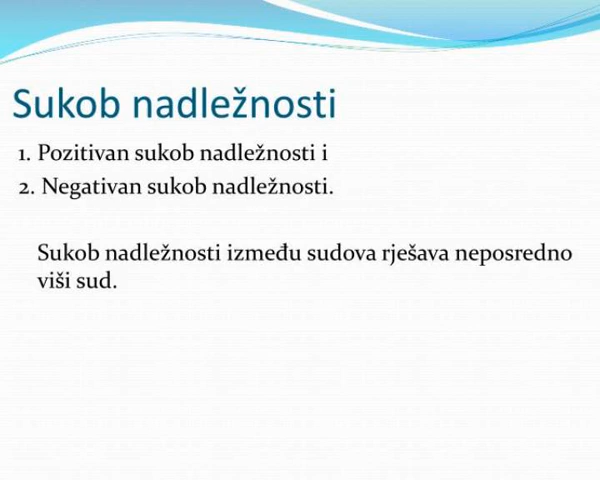 Sukob nadležnosti
1. Pozitivan sukob nadležnosti i
2. Negativan sukob nadležnosti.
Sukob nadležnosti između sudova rješava neposredno
viši sud.